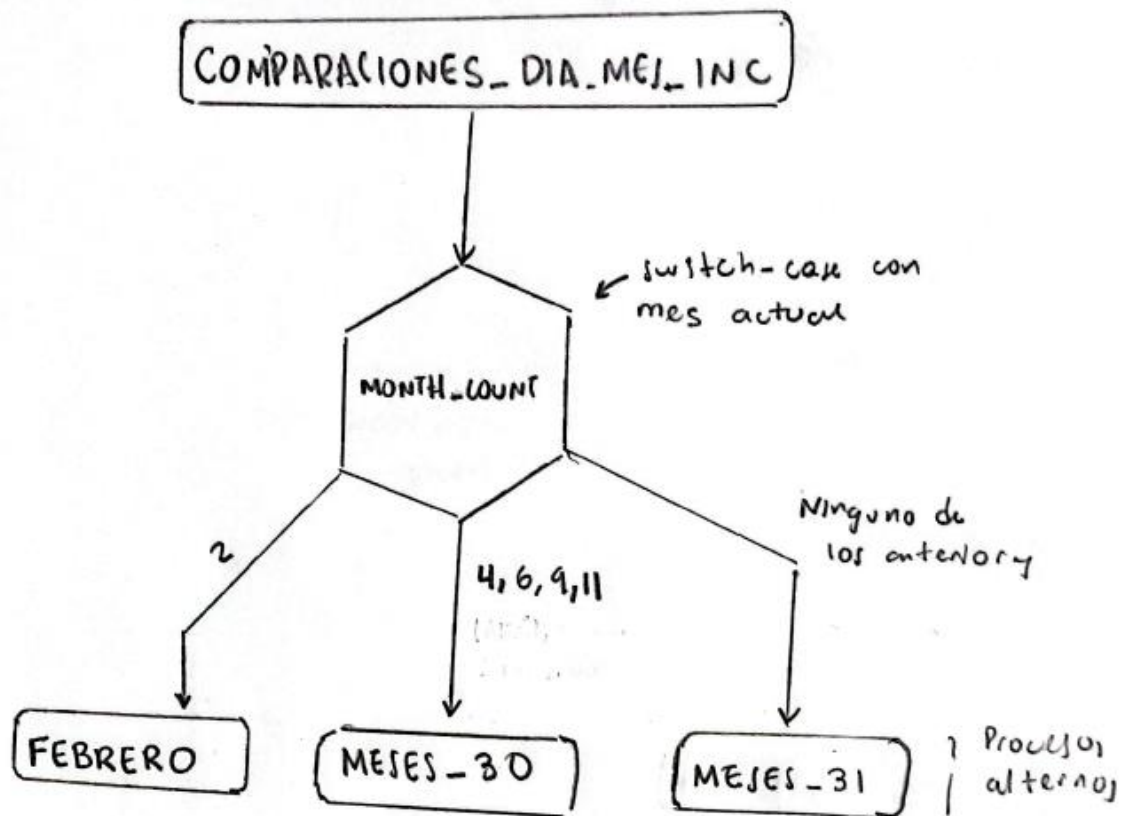 COMPARACIONES_DIA_MES_INC
switch-case con
mes actual
MONTH_COUNT
Ninguno de
los anteriores
2
4, 6, 9, 11
FEBRERO
MESES_30
MESES_31
Procesos
alternos